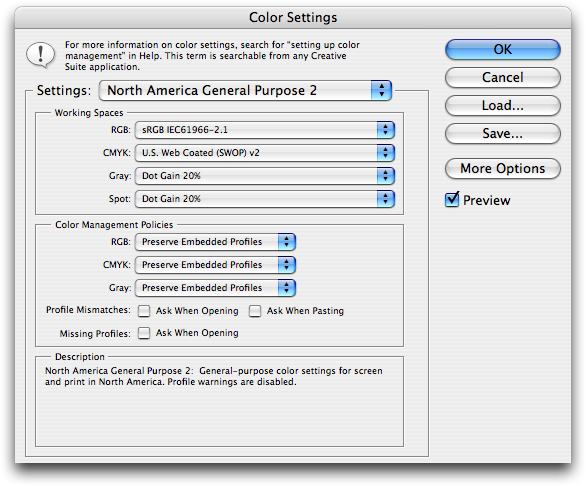 Color Settings
For more information on color settings, search for "setting up color
management" in Help. This term is searchable from any Creative
Suite application.
Settings: North America General Purpose 2
Working Spaces
RGB: sRGB IEC61966-2.1
CMYK: U.S. Web Coated (SWOP) v2
Gray: Dot Gain 20%
Spot: Dot Gain 20%
Color Management Policies
RGB: Preserve Embedded Profiles
CMYK: Preserve Embedded Profiles
Gray: Preserve Embedded Profiles
Profile Mismatches: Ask When Opening Ask When Pasting
Missing Profiles: Ask When Opening
Description
North America General Purpose 2: General-purpose color settings for screen
and print in North America. Profile warnings are disabled.
OK
Cancel
Load...
Save...
More Options
Preview